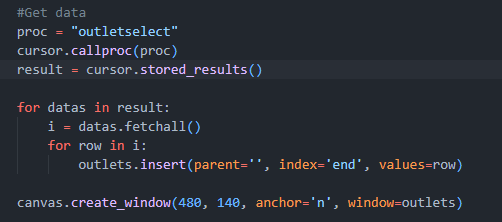 #Get data
proc = "outletselect"
cursor.callproc(proc)
result = cursor.stored_results()
for datas in result:
    i = datas.fetchall()
    for row in i:
        outlets.insert(parent='', index='end', values=row)
canvas.create_window(480, 140, anchor='n', window=outlets)